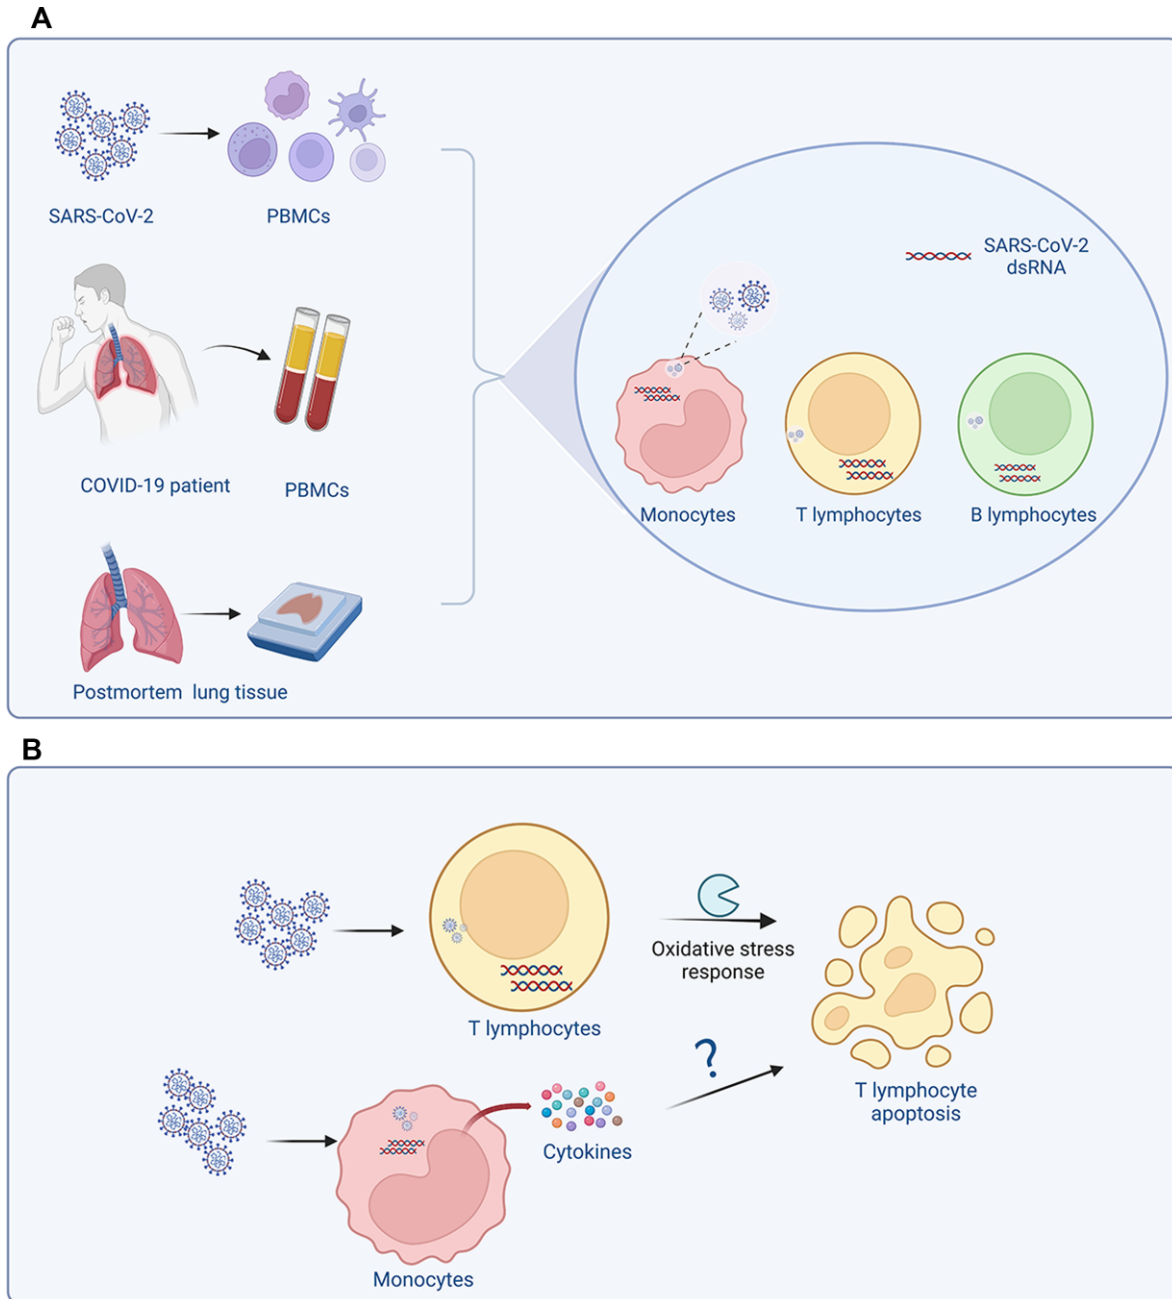 A
SARS-CoV-2
PBMCs
COVID-19 patient
PBMCs
Postmortem lung tissue
SARS-CoV-2
dsRNA
Monocytes
T lymphocytes
B lymphocytes
B
T lymphocytes
Oxidative stress
response
?
T lymphocyte
apoptosis
Cytokines
Monocytes